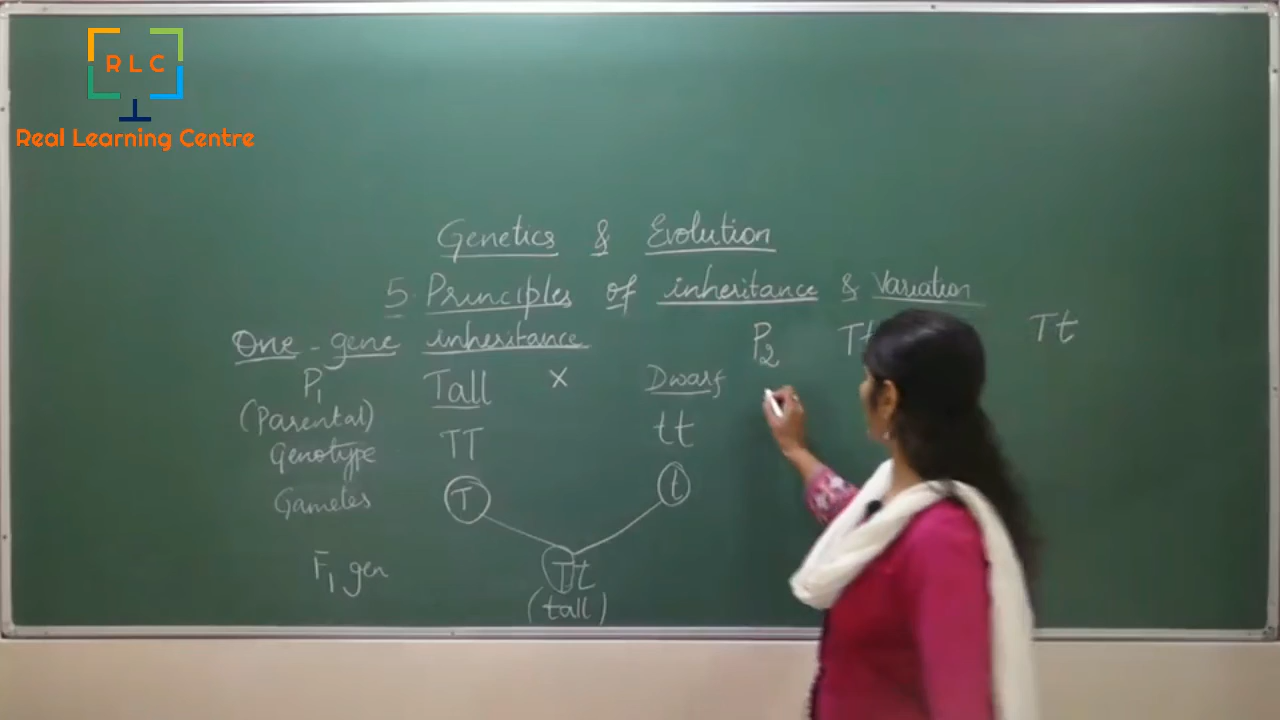 R L C
Real Learning Centre
Genetics & Evolution
5. Principles of inheritance & Variation
One - gene inheritance
P2 Tt Tt
P1 Tall × Dwarf
(Parental)
Genotype TT tt
Gametes T t
F1 gen Tt
(tall)